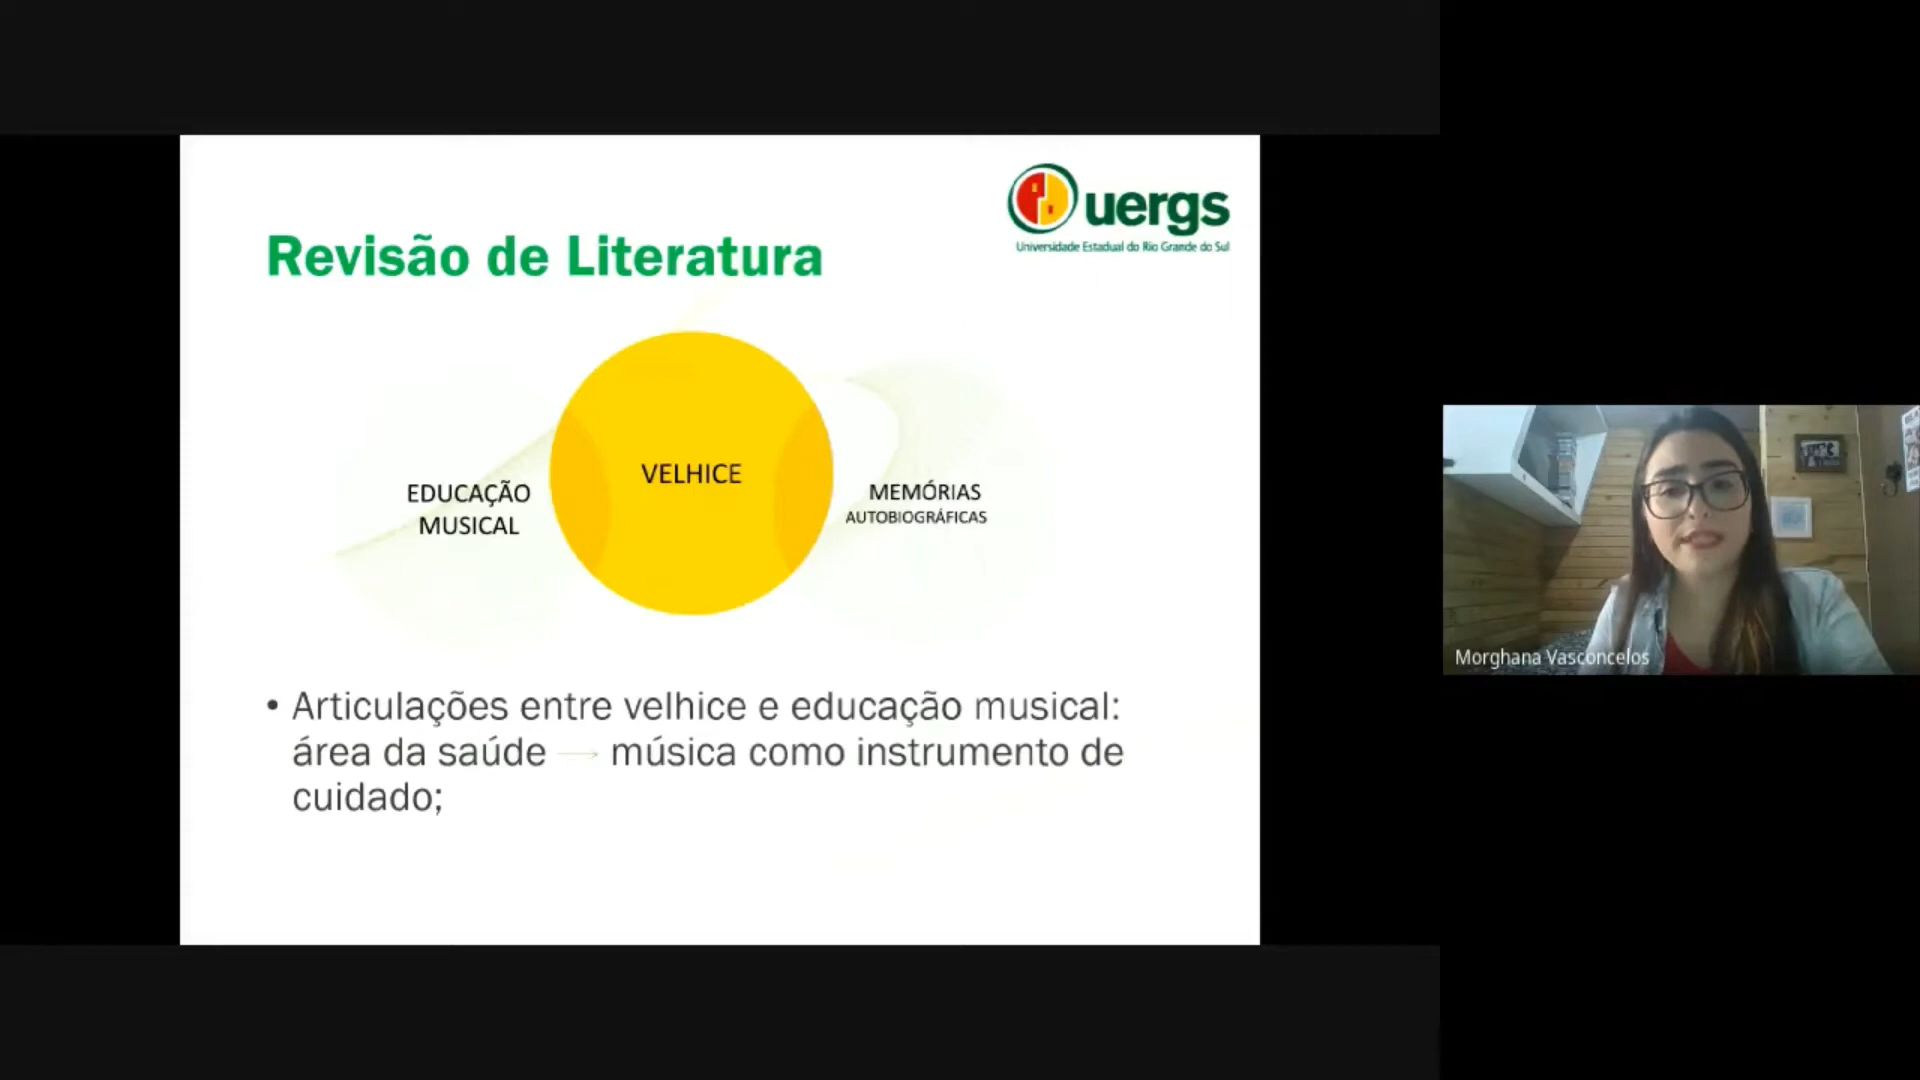 uergs
Universidade Estadual do Rio Grande do Sul
Revisão de Literatura
EDUCAÇÃO
MUSICAL
VELHICE
MEMÓRIAS
AUTOBIOGRÁFICAS
• Articulações entre velhice e educação musical:
área da saúde → música como instrumento de
cuidado;
Morghana Vasconcelos